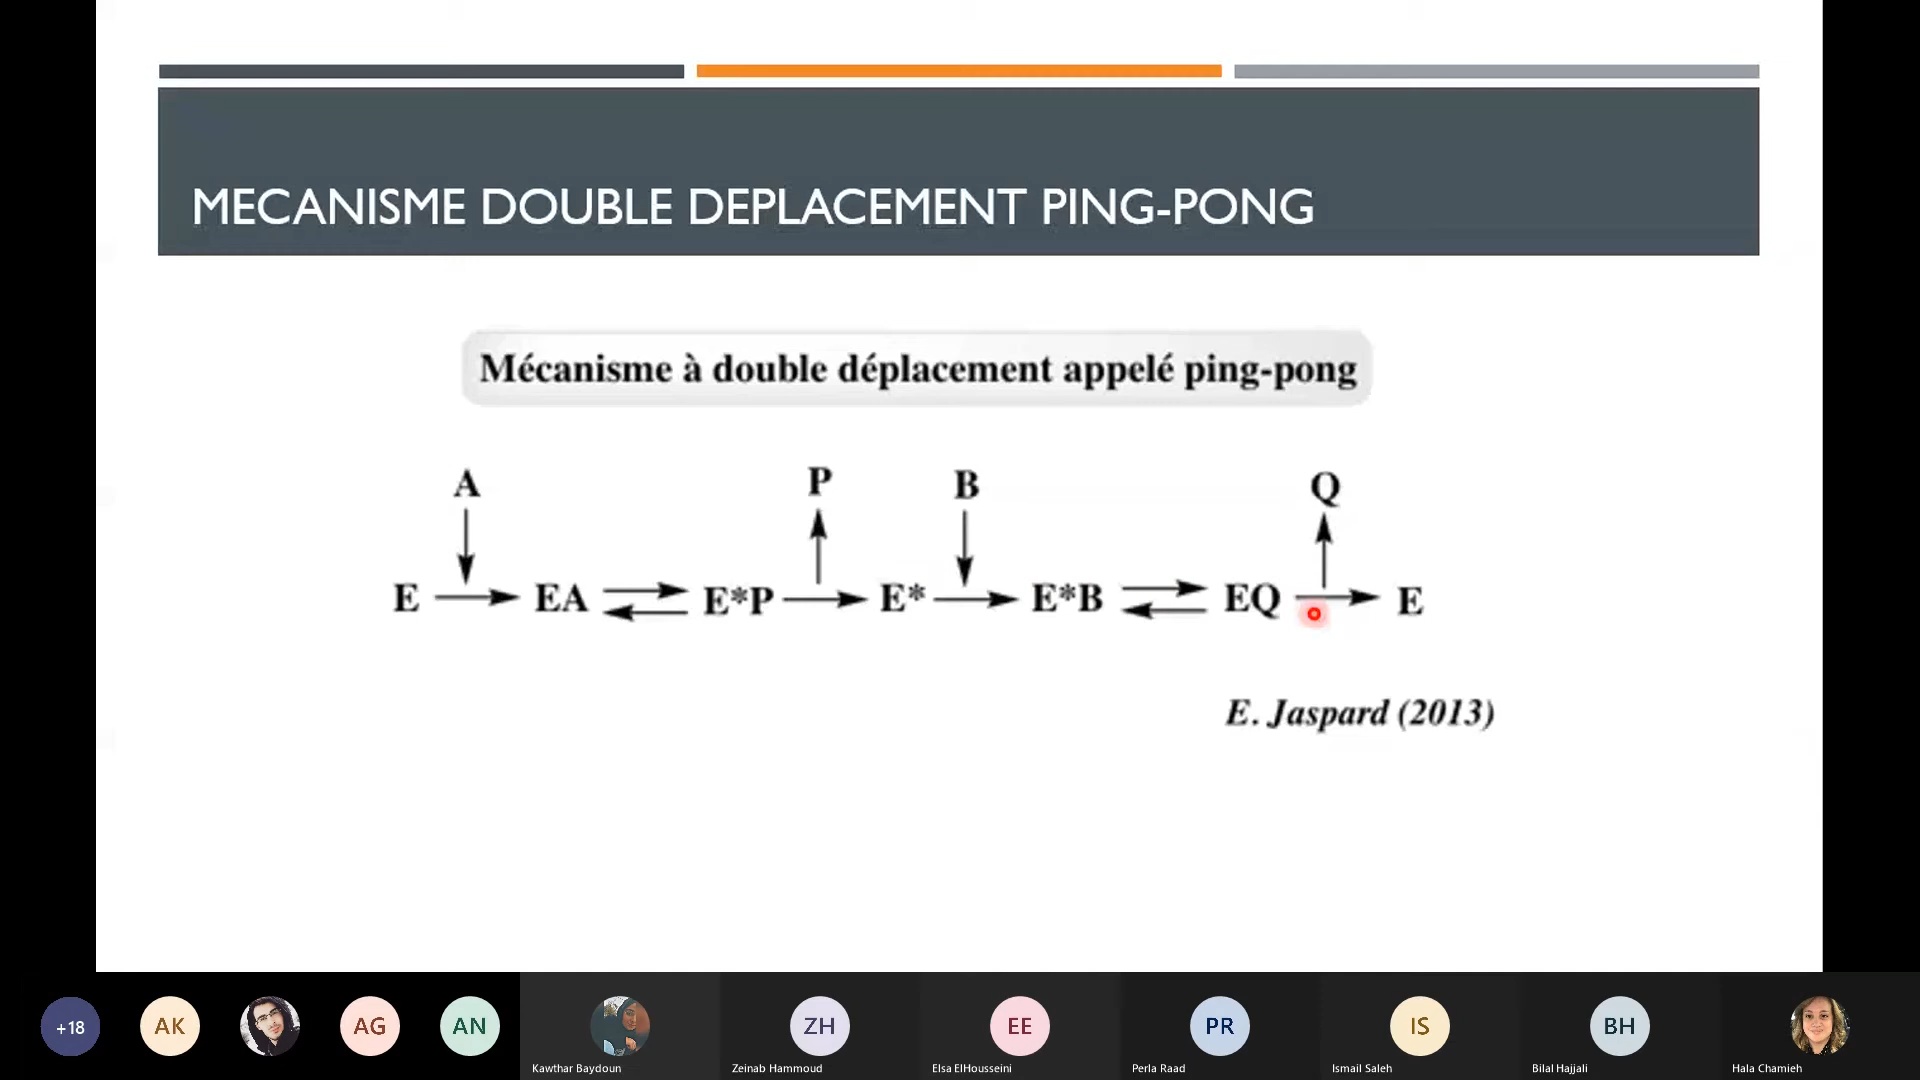 MECANISME DOUBLE DEPLACEMENT PING-PONG
Mécanisme à double déplacement appelé ping-pong
A P B Q
E EA E*P E* E*B EQ E
E. Jaspard (2013)
+18 AK AG AN ZH EE PR IS BH
Kawthar Baydoun Zeinab Hammoud Elsa ElHousseini Perla Raad Ismail Saleh Bilal Hajjali Hala Chamieh